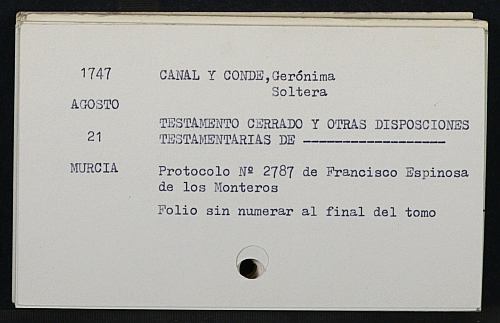 1747 CANAL Y CONDE, Gerónima
Soltera
AGOSTO
TESTAMENTO CERRADO Y OTRAS DISPOSCIONES
21 TESTAMENTARIAS DE ------------------
MURCIA Protocolo Nº 2787 de Francisco Espinosa
de los Monteros
Folio sin numerar al final del tomo